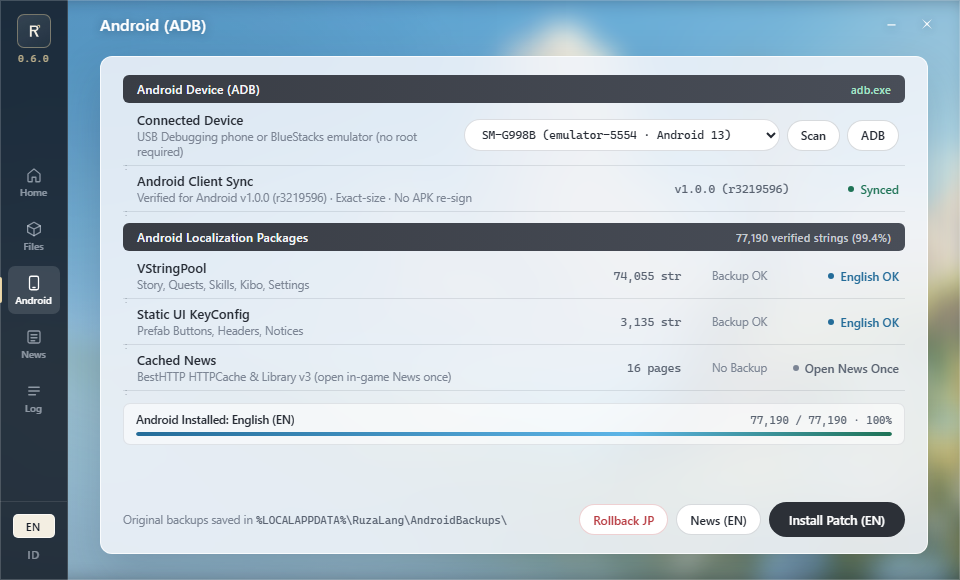 R
0.6.0
Home
Files
Android
News
Log
EN
ID
Android (ADB)
Android Device (ADB) adb.exe
Connected Device
USB Debugging phone or BlueStacks emulator (no root
required)
SM-G998B (emulator-5554 · Android 13)
Scan
ADB
Android Client Sync
Verified for Android v1.0.0 (r3219596) · Exact-size · No APK re-sign
v1.0.0 (r3219596)
Synced
Android Localization Packages 77,190 verified strings (99.4%)
VStringPool
Story, Quests, Skills, Kibo, Settings
74,055 str Backup OK English OK
Static UI KeyConfig
Prefab Buttons, Headers, Notices
3,135 str Backup OK English OK
Cached News
BestHTTP HTTPCache & Library v3 (open in-game News once)
16 pages No Backup Open News Once
Android Installed: English (EN) 77,190 / 77,190 · 100%
Original backups saved in %LOCALAPPDATA%\RuzaLang\AndroidBackups\
Rollback JP
News (EN)
Install Patch (EN)